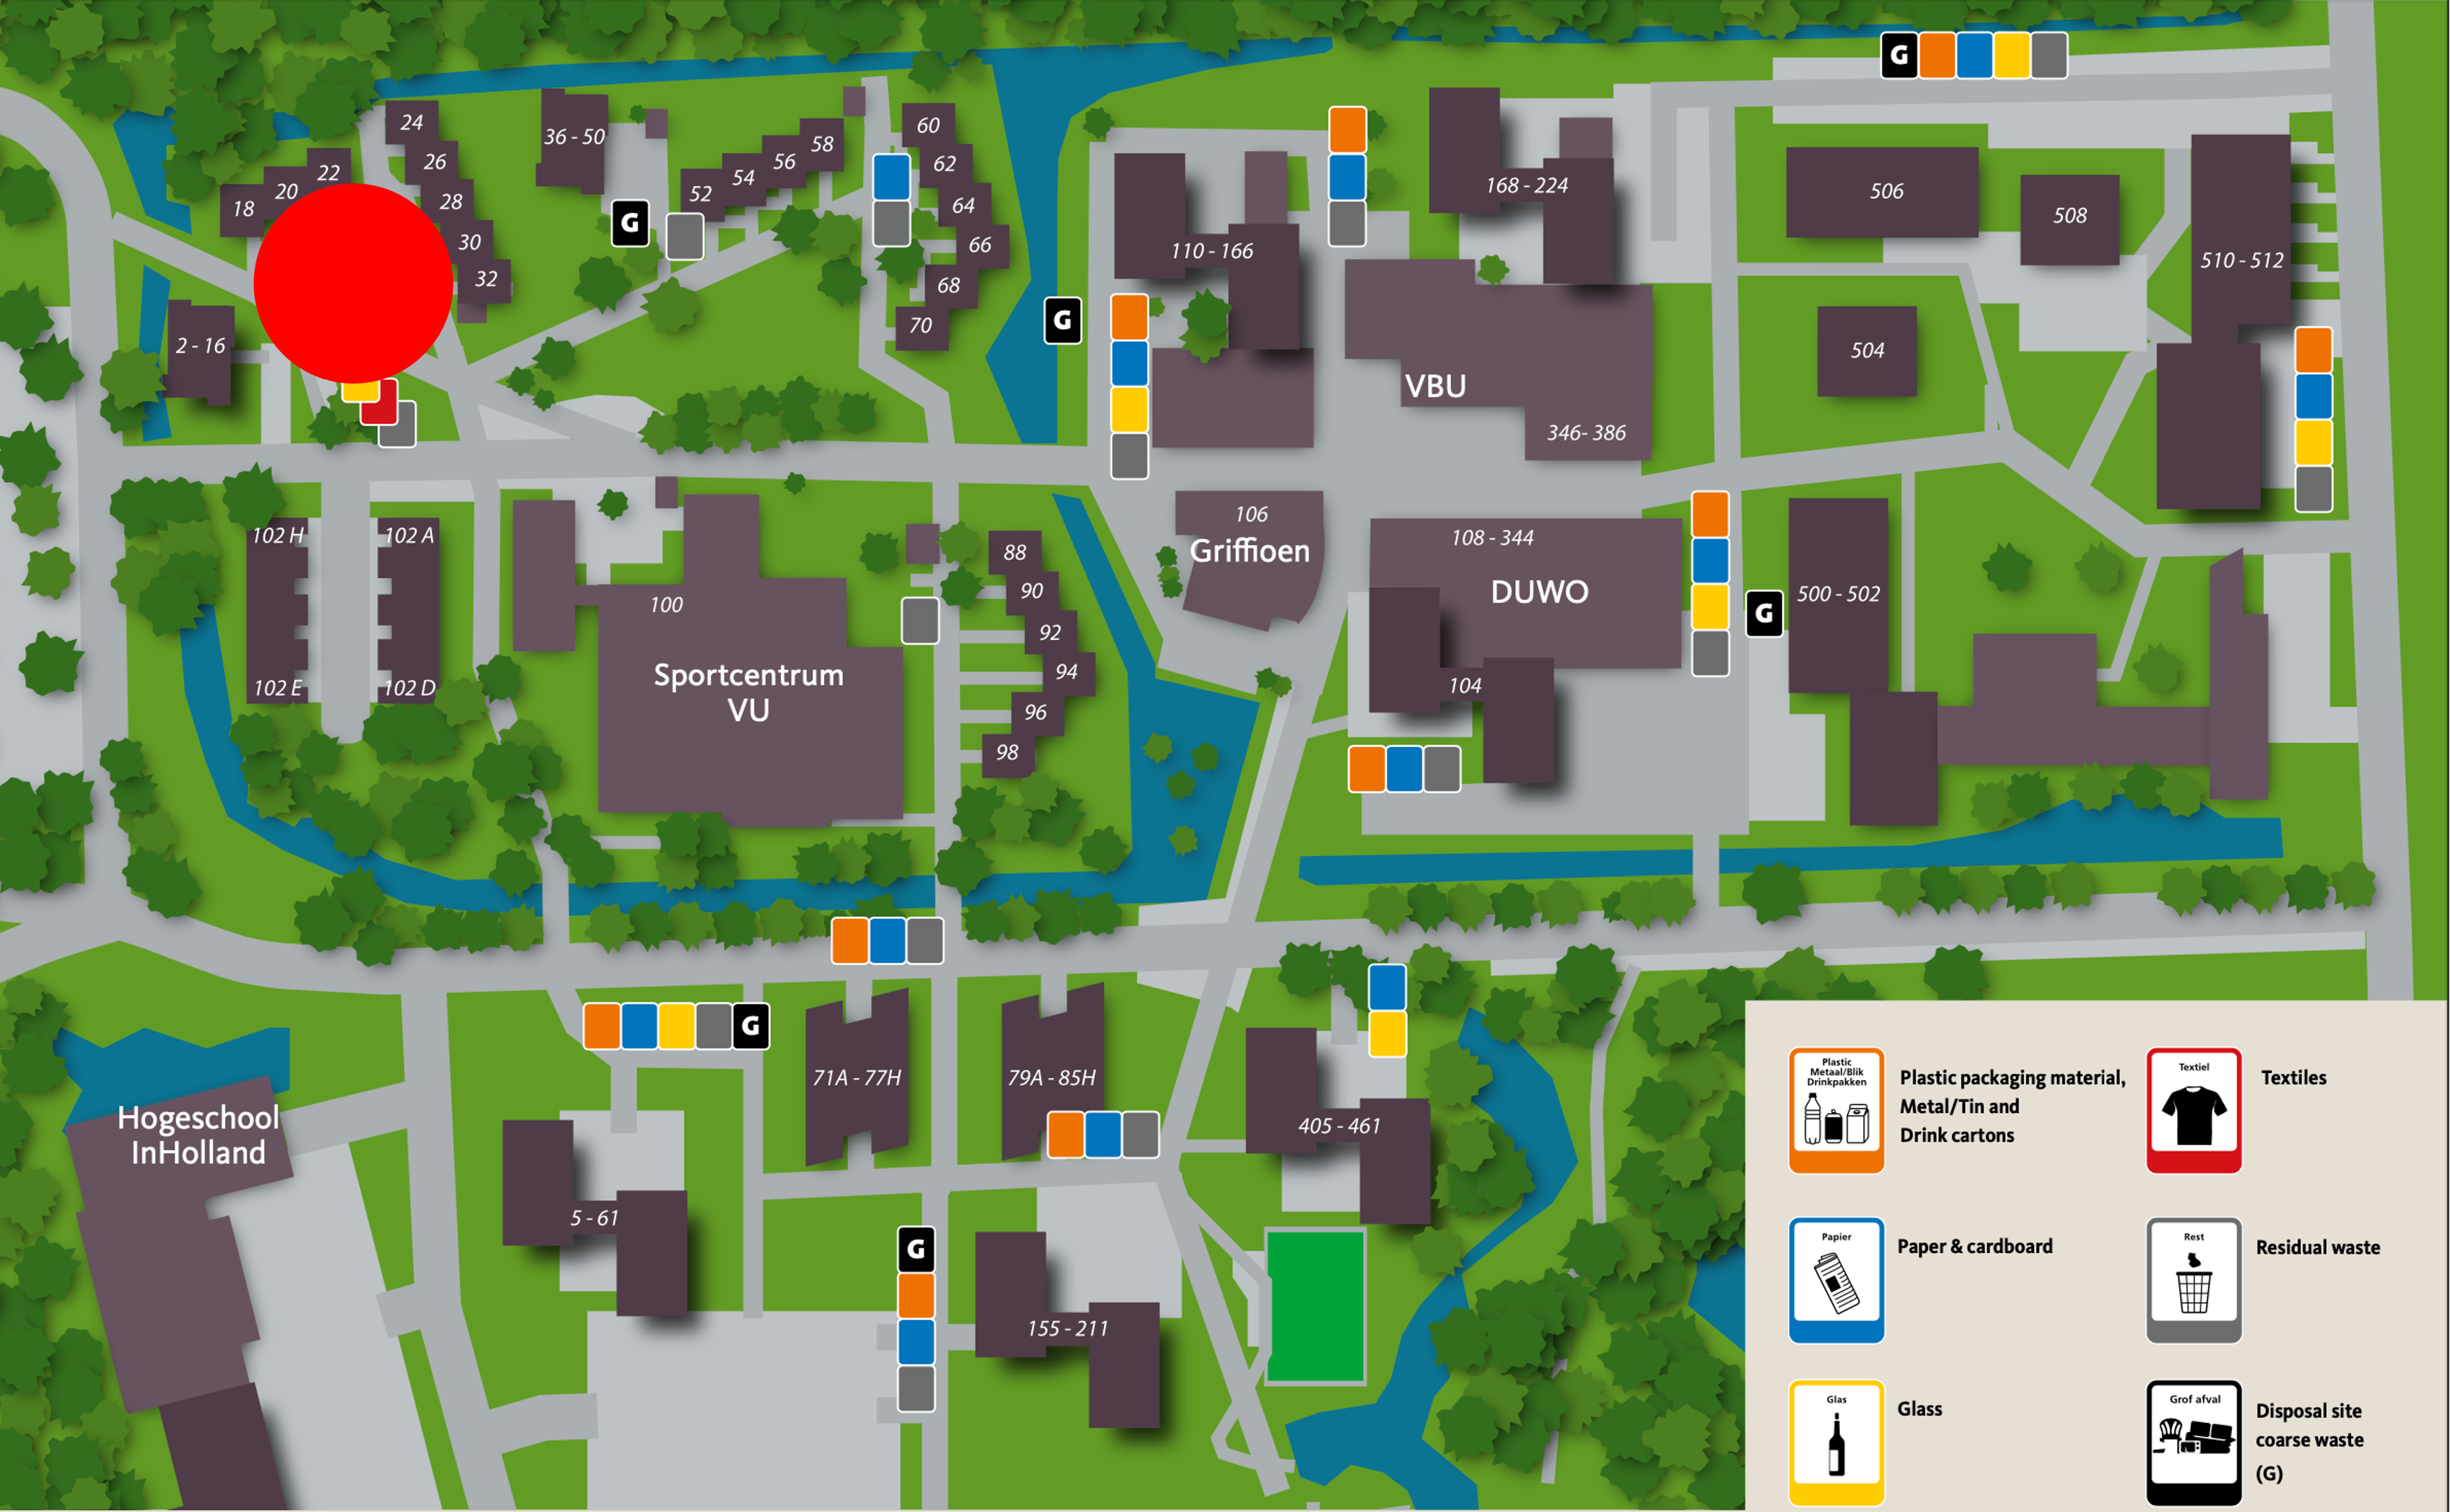 G
24
36 - 50
58
60
26
56
62
22
54
20
52
28
18
64
30
66
G
32
68
70
2 - 16
G
110 - 166
168 - 224
VBU
346- 386
506
508
510 - 512
504
102 H
102 A
102 E
102 D
100
Sportcentrum
VU
88
90
92
94
96
98
106
Griffioen
108 - 344
DUWO
104
G
500 - 502
G
71A - 77H
79A - 85H
405 - 461
Hogeschool
InHolland
5 - 61
G
155 - 211
Plastic
Metaal/Blik
Drinkpakken
Plastic packaging material,
Metal/Tin and
Drink cartons
Textiel
Textiles
Papier
Paper & cardboard
Rest
Residual waste
Glas
Glass
Grof afval
Disposal site
coarse waste
(G)